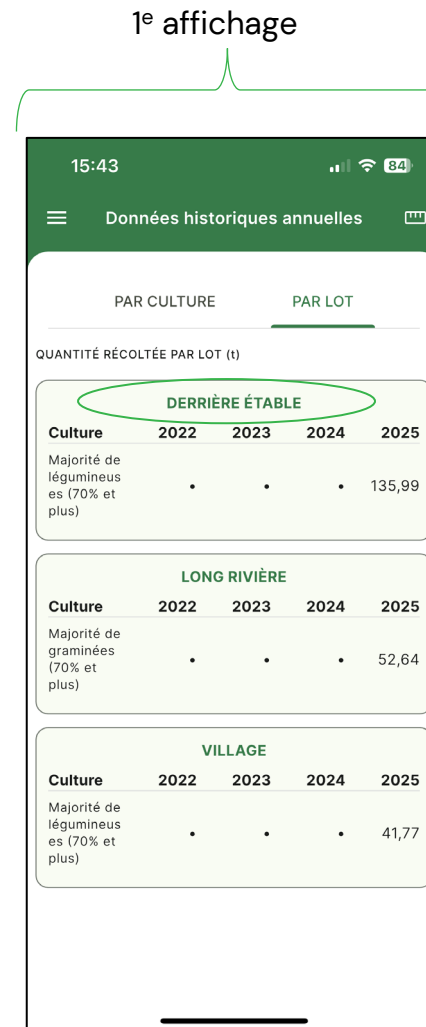 1e affichage
15:43 84
Données historiques annuelles
PAR CULTURE PAR LOT
QUANTITÉ RÉCOLTÉE PAR LOT (t)
DERRIÈRE ÉTABLE
Culture 2022 2023 2024 2025
Majorité de
légumineus
es (70% et
plus)
• • • 135,99
LONG RIVIÈRE
Culture 2022 2023 2024 2025
Majorité de
graminées
(70% et
plus)
• • • 52,64
VILLAGE
Culture 2022 2023 2024 2025
Majorité de
légumineus
es (70% et
plus)
• • • 41,77